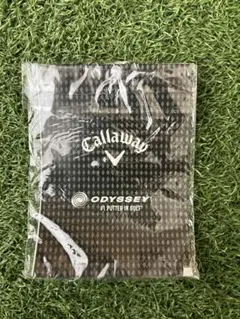 Callaway
ODYSSEY
#1 PUTTER IN GOLF